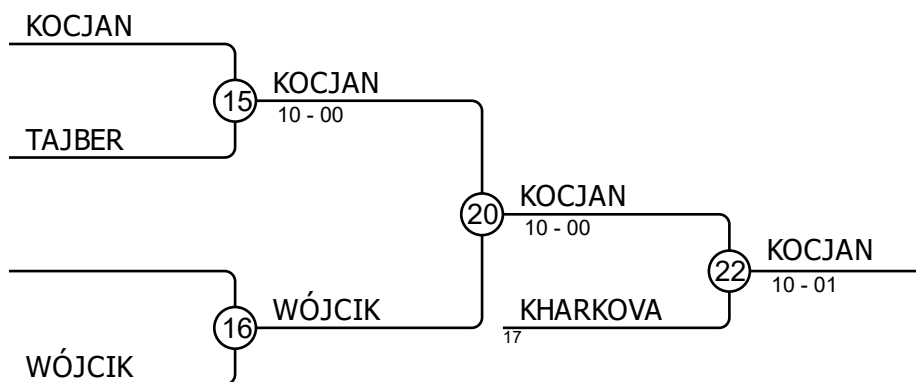 KOCJAN
15
KOCJAN
10 - 00
TAJBER
20
KOCJAN
10 - 00
22
KOCJAN
10 - 01
16
WÓJCIK
KHARKOVA
17
WÓJCIK